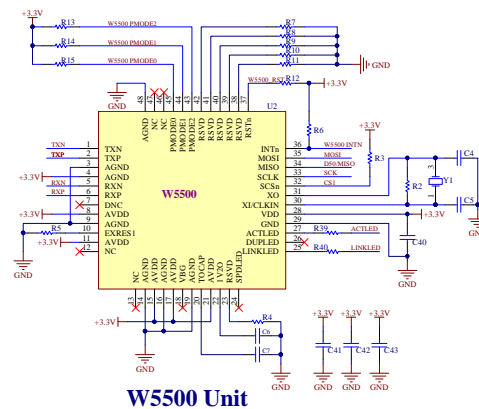 +3.3V
R13
W5500 PMODE2
R14
W5500 PMODE1
R15
W5500 PMODE0
R7
R8
R9
R10
R11
GND
GND
W5500_RST
R12
+3.3V
48 47 46 45 44 43 42 41 40 39 38 37
U2
AGND
NC
NC
PMODE0
PMODE1
PMODE2
RSVD
RSVD
RSVD
RSVD
RSVD
RSTn
R6
+3.3V
R3
TXN 1 TXN
TXP 2 TXP
3 AGND
+3.3V 4 AGND
RXN 5 RXN
RXP 6 RXP
7 DNC
+3.3V 8 AVDD
9 AGND
R5 10 EXRES1
+3.3V 11 AVDD
12 NC
GND
W5500
INTn 36 W5500 INTN
MOSI 35 MOSI
MISO 34 D50/MISO
SCLK 33 SCK
SCSn 32 CS1
XO 31
XI/CLKIN 30
VDD 28 +3.3V
GND 29
ACTLED 27 R39 ACTLED
DUPLED 26
LINKLED 25 R40 LINKLED
R2
3
Y1
1
C4
C5
GND
C40
GND
NC
AGND
AVDD
AGND
AVDD
VBG
AGND
TOCAP
AVDD
1V2O
RSVD
SPDLED
13 14 15 16 17 18 19 20 21 22 23 24
+3.3V
R4
C6
C7
GND
GND
+3.3V +3.3V +3.3V
C41 C42 C43
GND GND GND
W5500 Unit